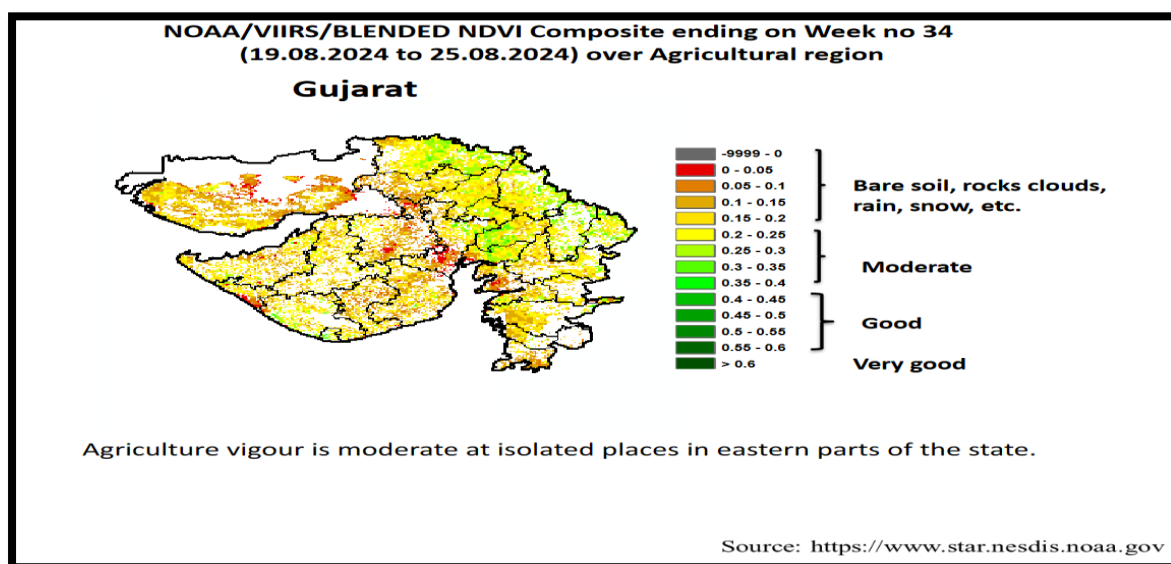 NOAA/VIIRS/BLENDED NDVI Composite ending on Week no 34
(19.08.2024 to 25.08.2024) over Agricultural region
Gujarat
-9999 - 0
0 - 0.05
0.05 - 0.1
0.1 - 0.15
0.15 - 0.2
0.2 - 0.25
0.25 - 0.3
0.3 - 0.35
0.35 - 0.4
0.4 - 0.45
0.45 - 0.5
0.5 - 0.55
0.55 - 0.6
> 0.6
Bare soil, rocks clouds,
rain, snow, etc.
Moderate
Good
Very good
Agriculture vigour is moderate at isolated places in eastern parts of the state.
Source: https://www.star.nesdis.noaa.gov